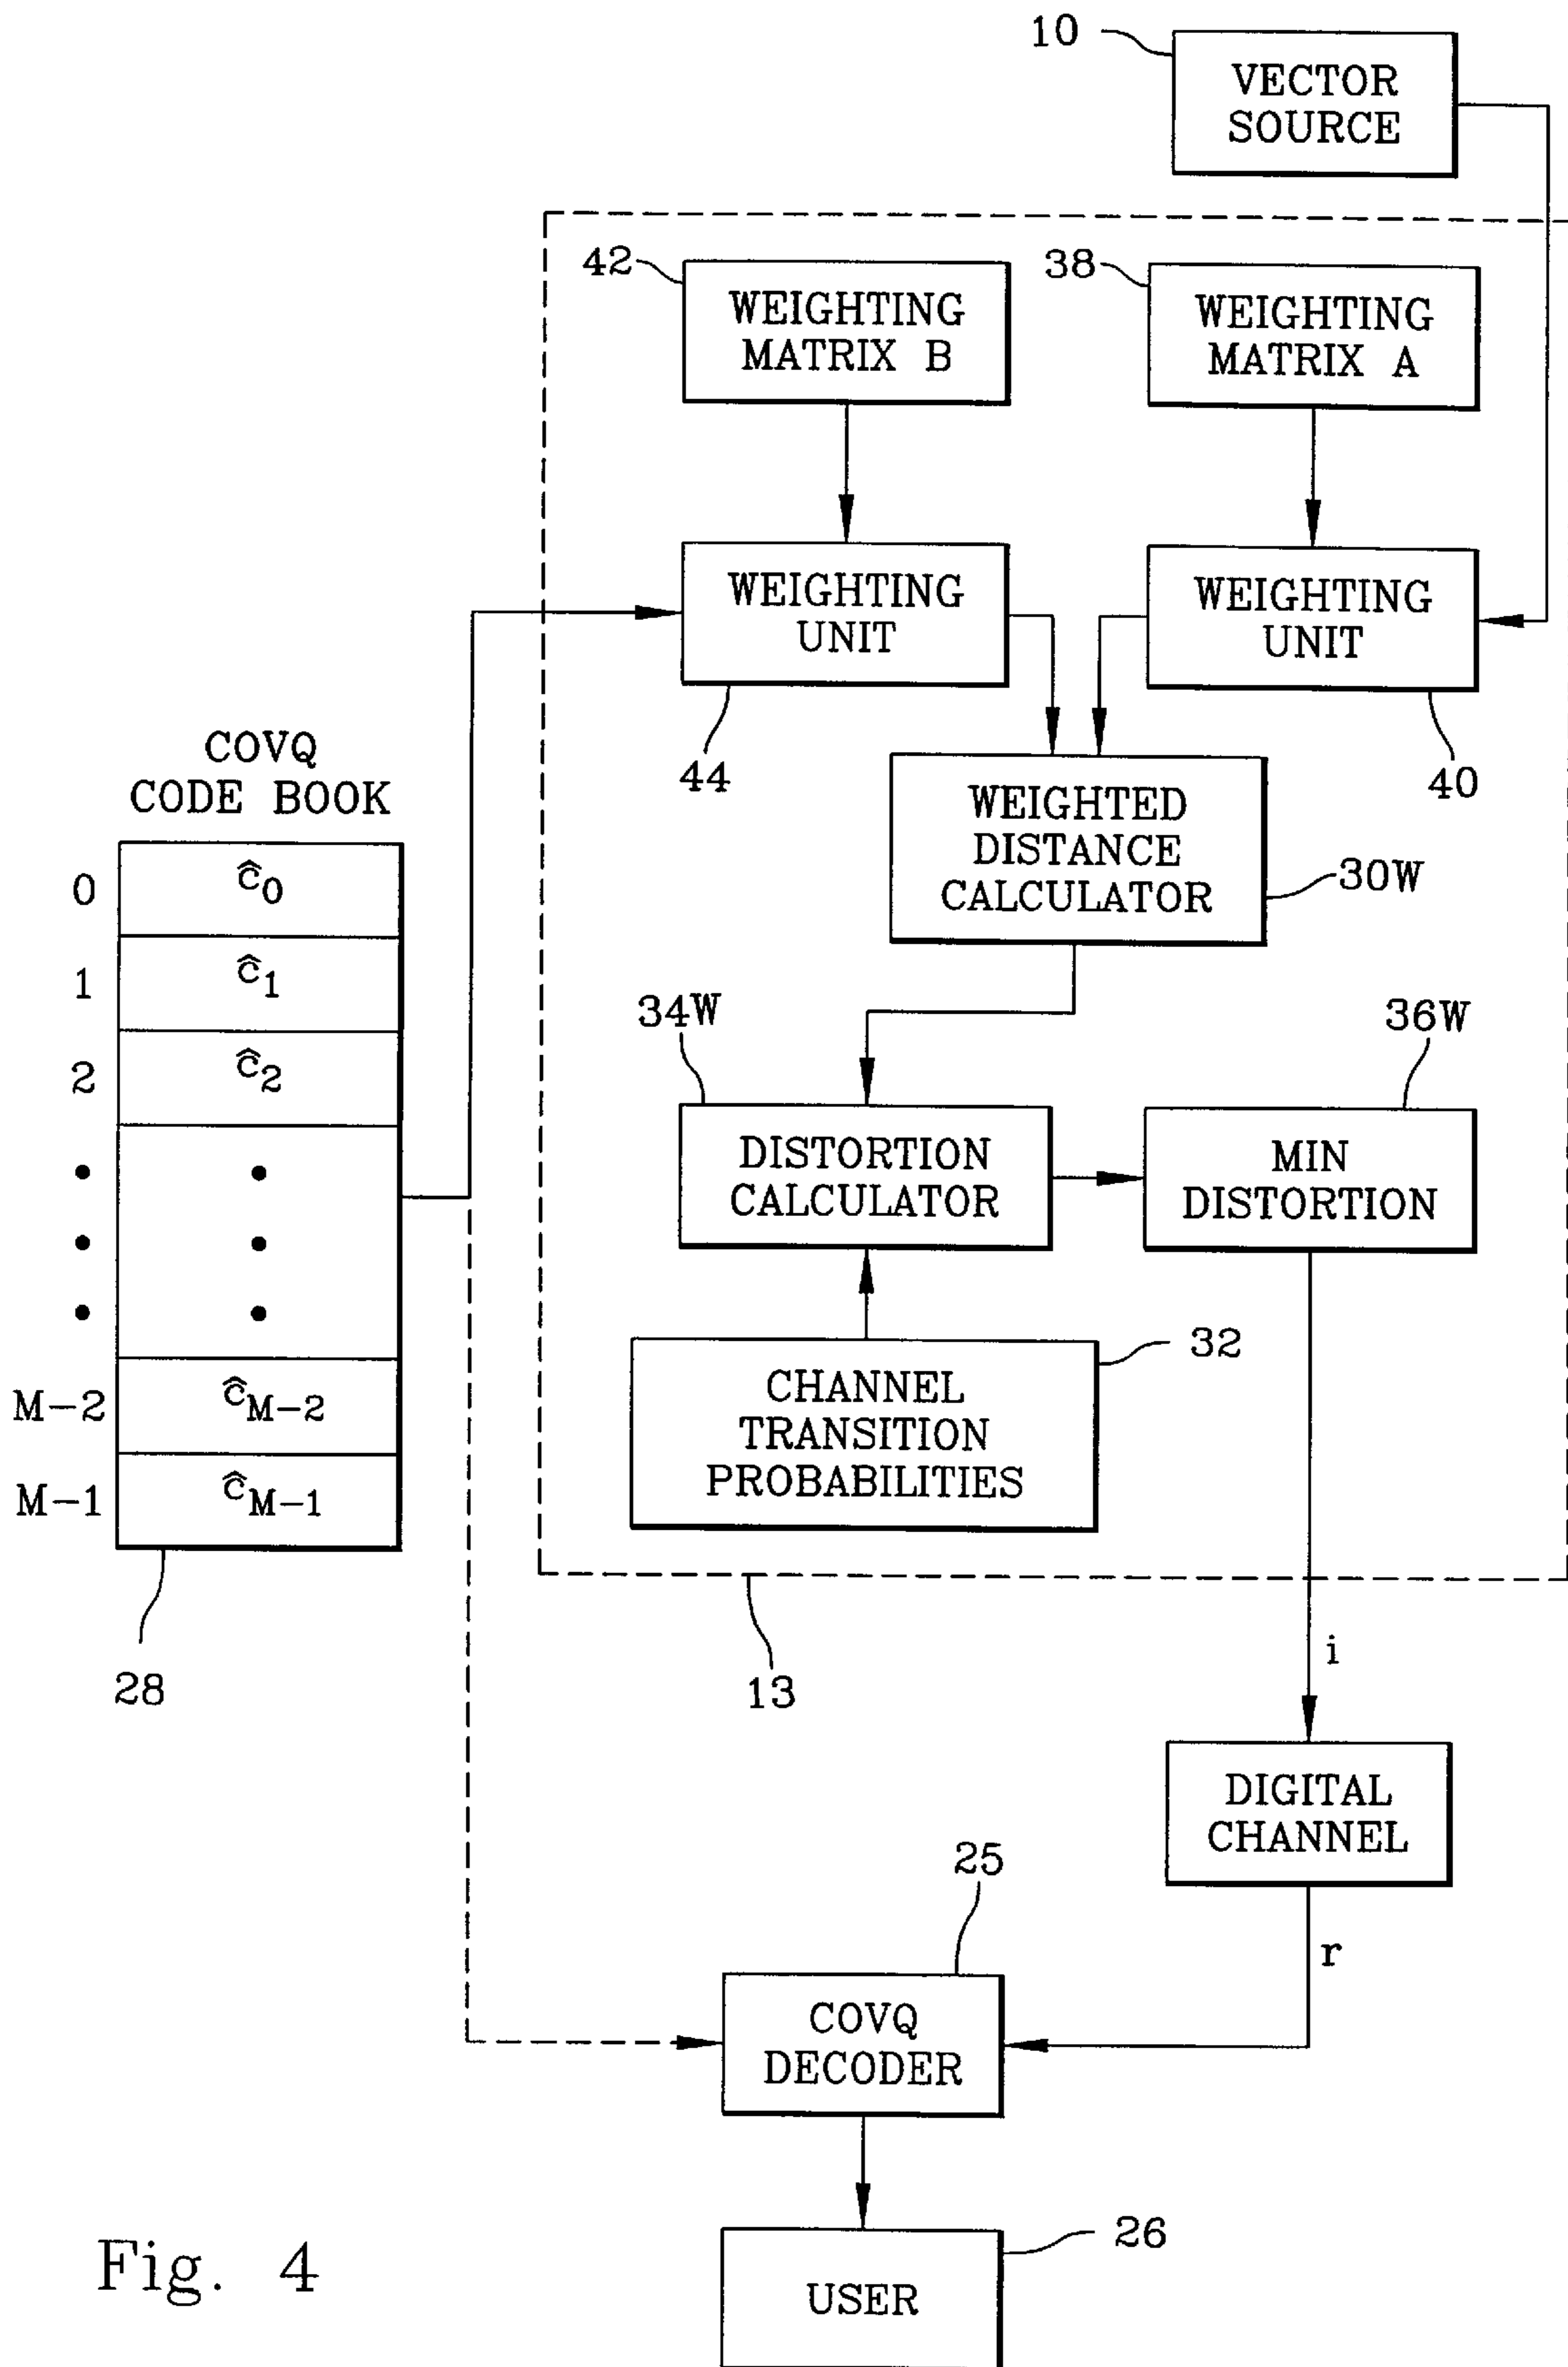 10
VECTOR
SOURCE
42
WEIGHTING
MATRIX B
38
WEIGHTING
MATRIX A
WEIGHTING
UNIT
44
WEIGHTING
UNIT
40
COVQ
CODE BOOK
WEIGHTED
DISTANCE
CALCULATOR
30W
0 ĉ0
1 ĉ1
2 ĉ2
M-2 ĉM-2
M-1 ĉM-1
28
34W
DISTORTION
CALCULATOR
36W
MIN
DISTORTION
32
CHANNEL
TRANSITION
PROBABILITIES
13
i
DIGITAL
CHANNEL
r
25
COVQ
DECODER
26
USER
Fig. 4